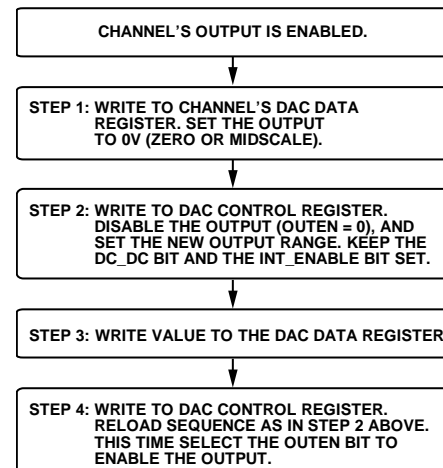 CHANNEL'S OUTPUT IS ENABLED.
STEP 1: WRITE TO CHANNEL'S DAC DATA
REGISTER. SET THE OUTPUT
TO 0V (ZERO OR MIDSCALE).
STEP 2: WRITE TO DAC CONTROL REGISTER.
DISABLE THE OUTPUT (OUTEN = 0), AND
SET THE NEW OUTPUT RANGE. KEEP THE
DC_DC BIT AND THE INT_ENABLE BIT SET.
STEP 3: WRITE VALUE TO THE DAC DATA REGISTER
STEP 4: WRITE TO DAC CONTROL REGISTER.
RELOAD SEQUENCE AS IN STEP 2 ABOVE.
THIS TIME SELECT THE OUTEN BIT TO
ENABLE THE OUTPUT.